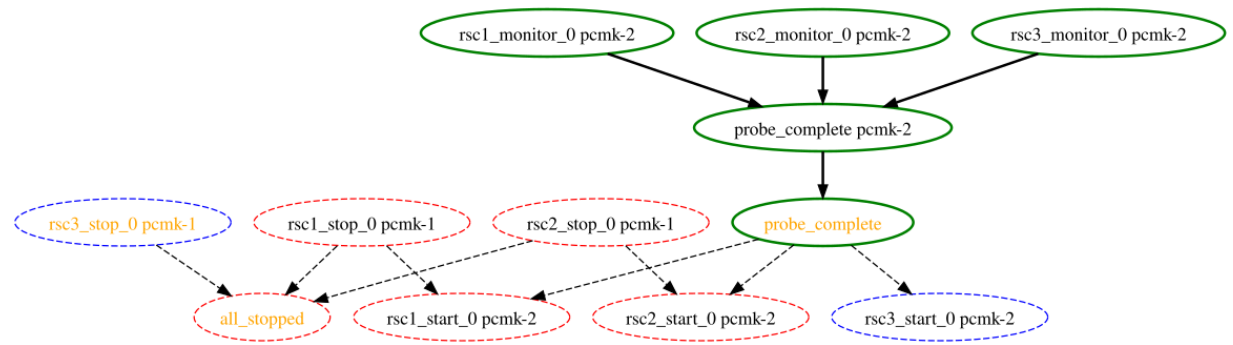 rsc1_monitor_0 pcmk-2
rsc2_monitor_0 pcmk-2
rsc3_monitor_0 pcmk-2
probe_complete pcmk-2
rsc3_stop_0 pcmk-1
rsc1_stop_0 pcmk-1
rsc2_stop_0 pcmk-1
probe_complete
all_stopped
rsc1_start_0 pcmk-2
rsc2_start_0 pcmk-2
rsc3_start_0 pcmk-2